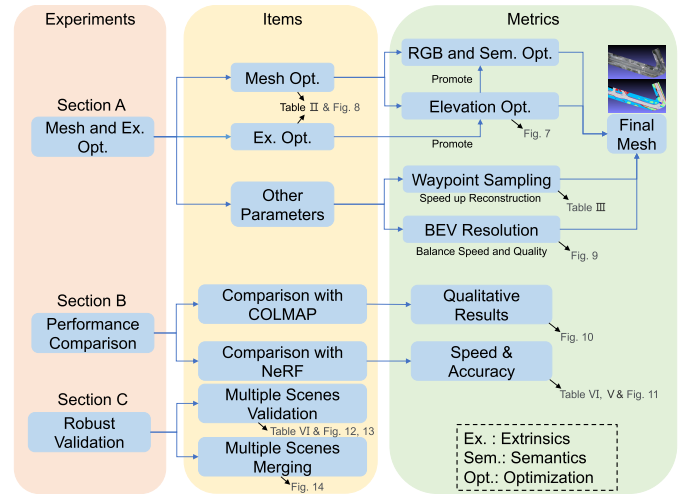 Experiments
Items
Metrics
Section A
Mesh and Ex.
Opt.
Mesh Opt.
Table Ⅱ & Fig. 8
Ex. Opt.
Other
Parameters
RGB and Sem. Opt.
Promote
Elevation Opt.
Fig. 7
Promote
Final
Mesh
Waypoint Sampling
Speed up Reconstruction
Table Ⅲ
BEV Resolution
Balance Speed and Quality
Fig. 9
Section B
Performance
Comparison
Comparison with
COLMAP
Qualitative
Results
Fig. 10
Comparison with
NeRF
Speed &
Accuracy
Table VI, V & Fig. 11
Section C
Robust
Validation
Multiple Scenes
Validation
Table VI & Fig. 12, 13
Multiple Scenes
Merging
Fig. 14
Ex. : Extrinsics
Sem.: Semantics
Opt.: Optimization